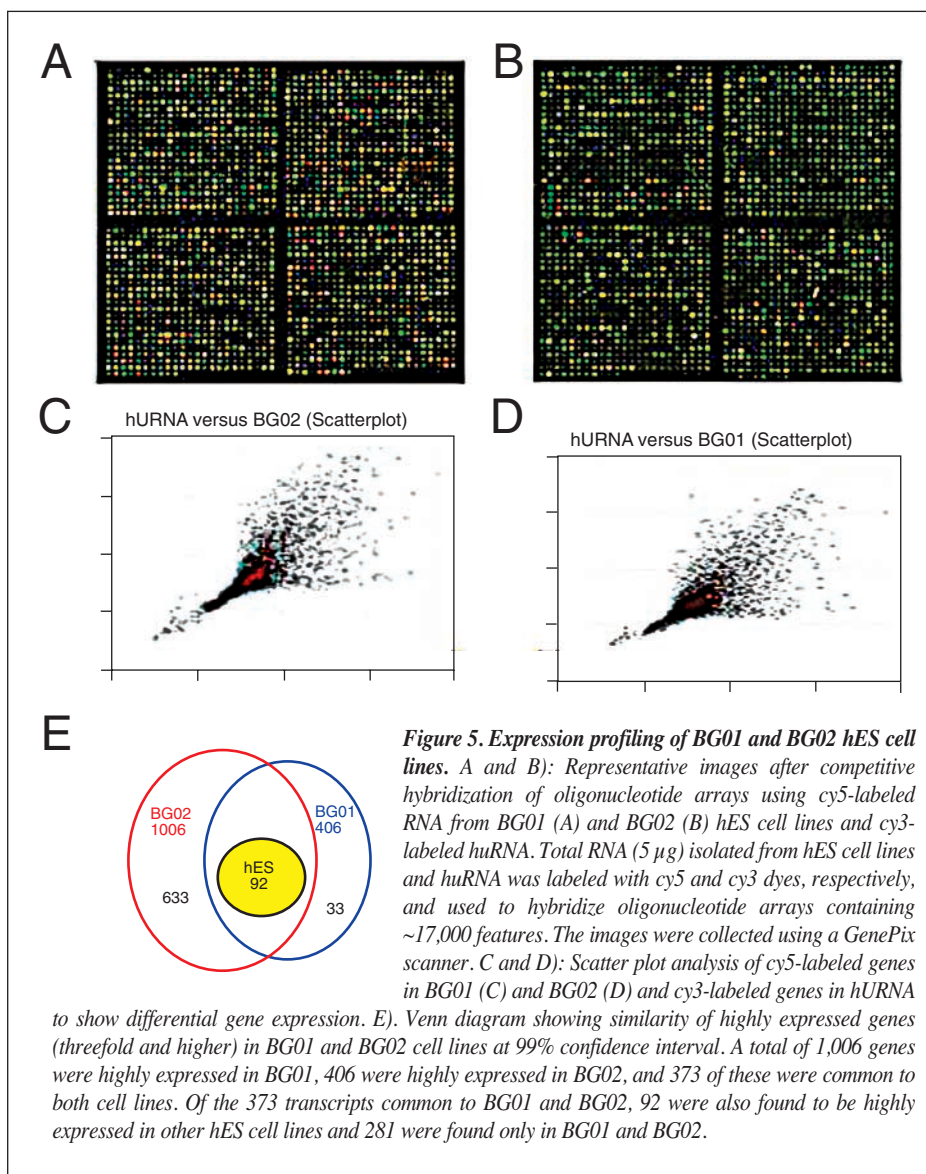 A
B
C
hURNA versus BG02 (Scatterplot)
D
hURNA versus BG01 (Scatterplot)
E
BG02
1006
BG01
406
hES
92
633
33
Figure 5. Expression profiling of BG01 and BG02 hES cell
lines. A and B): Representative images after competitive
hybridization of oligonucleotide arrays using cy5-labeled
RNA from BG01 (A) and BG02 (B) hES cell lines and cy3-
labeled huRNA. Total RNA (5 µg) isolated from hES cell lines
and huRNA was labeled with cy5 and cy3 dyes, respectively,
and used to hybridize oligonucleotide arrays containing
~17,000 features. The images were collected using a GenePix
scanner. C and D): Scatter plot analysis of cy5-labeled genes
in BG01 (C) and BG02 (D) and cy3-labeled genes in hURNA
to show differential gene expression. E). Venn diagram showing similarity of highly expressed genes
(threefold and higher) in BG01 and BG02 cell lines at 99% confidence interval. A total of 1,006 genes
were highly expressed in BG01, 406 were highly expressed in BG02, and 373 of these were common to
both cell lines. Of the 373 transcripts common to BG01 and BG02, 92 were also found to be highly
expressed in other hES cell lines and 281 were found only in BG01 and BG02.